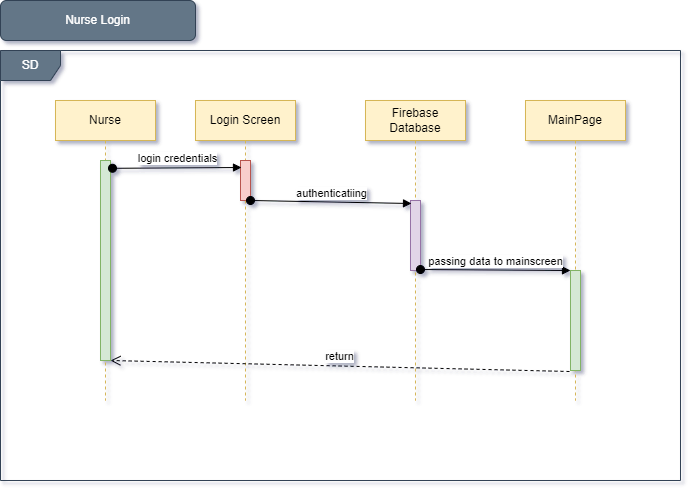 Nurse Login
SD
Nurse
Login Screen
Firebase
Database
MainPage
login credentials
authenticatiing
passing data to mainscreen
return